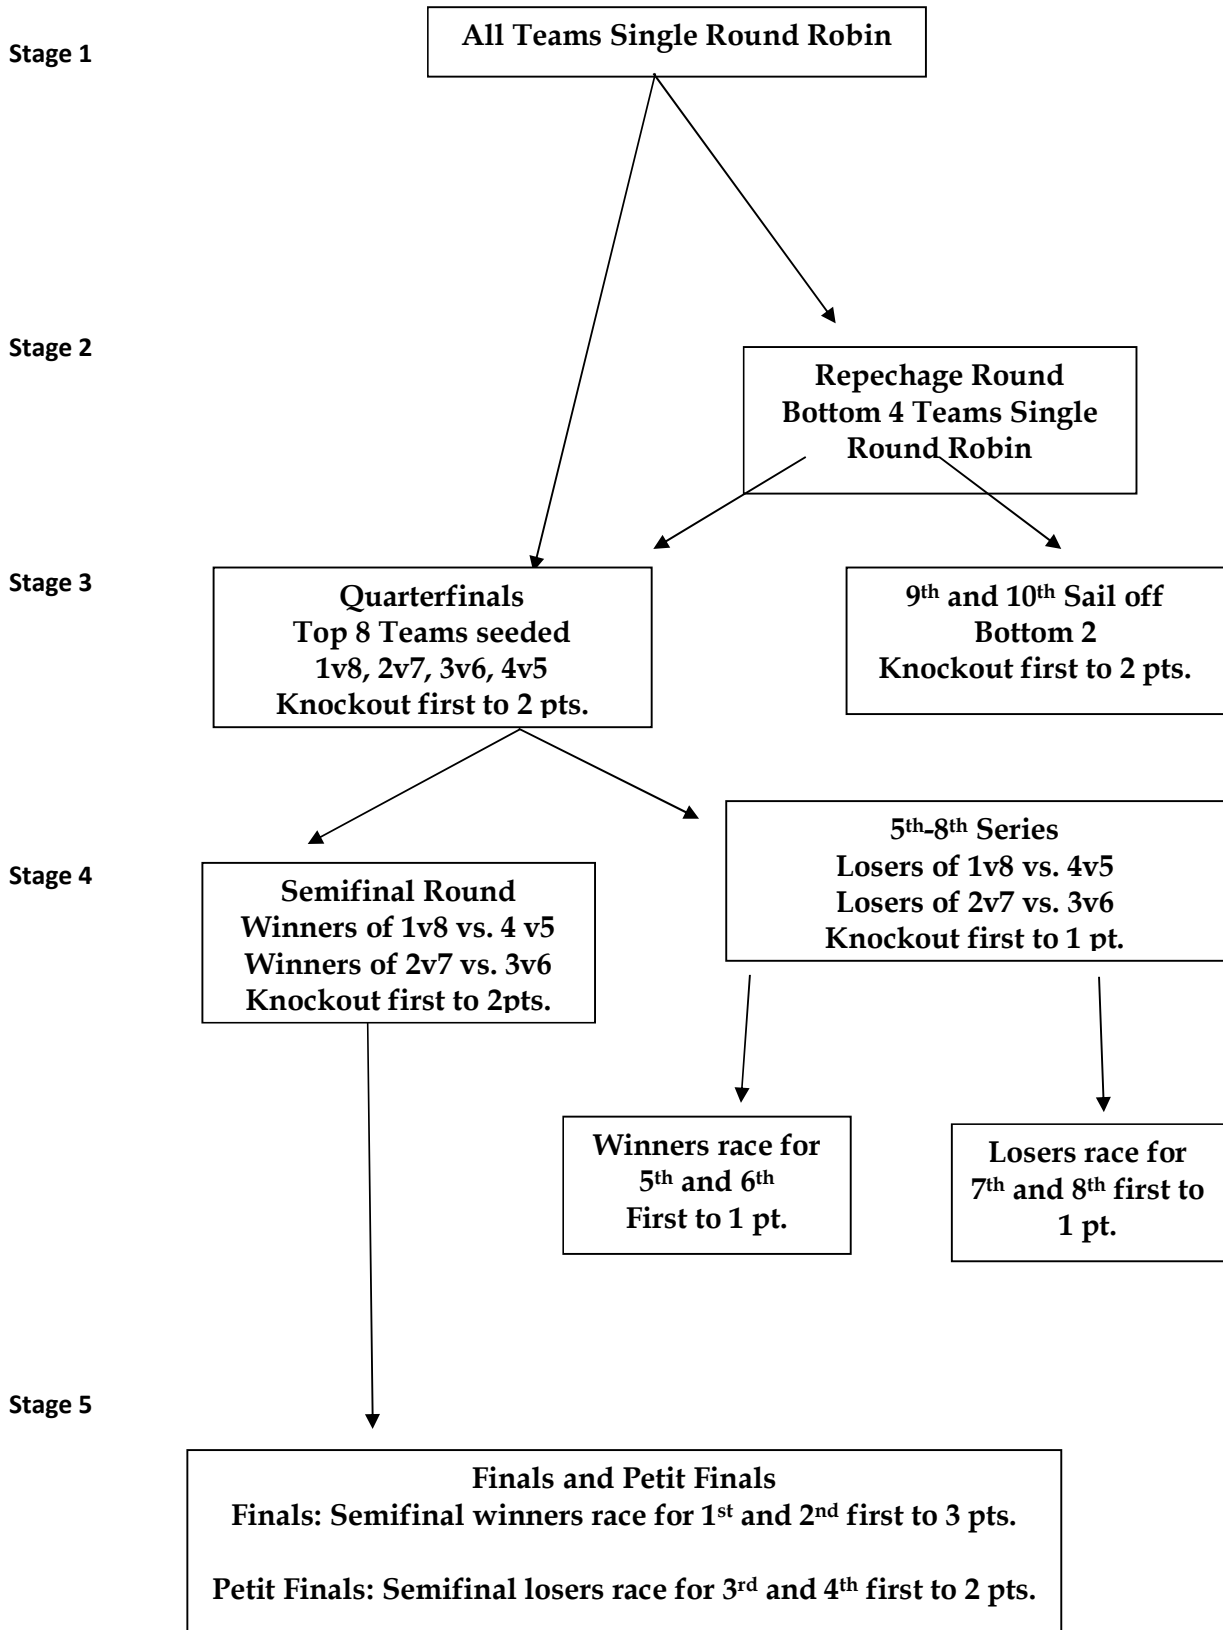 Stage 1
All Teams Single Round Robin
Stage 2
Repechage Round
Bottom 4 Teams Single
Round Robin
Stage 3
Quarterfinals
Top 8 Teams seeded
1v8, 2v7, 3v6, 4v5
Knockout first to 2 pts.
9th and 10th Sail off
Bottom 2
Knockout first to 2 pts.
Stage 4
Semifinal Round
Winners of 1v8 vs. 4 v5
Winners of 2v7 vs. 3v6
Knockout first to 2pts.
5th-8th Series
Losers of 1v8 vs. 4v5
Losers of 2v7 vs. 3v6
Knockout first to 1 pt.
Winners race for
5th and 6th
First to 1 pt.
Losers race for
7th and 8th first to
1 pt.
Stage 5
Finals and Petit Finals
Finals: Semifinal winners race for 1st and 2nd first to 3 pts.
Petit Finals: Semifinal losers race for 3rd and 4th first to 2 pts.